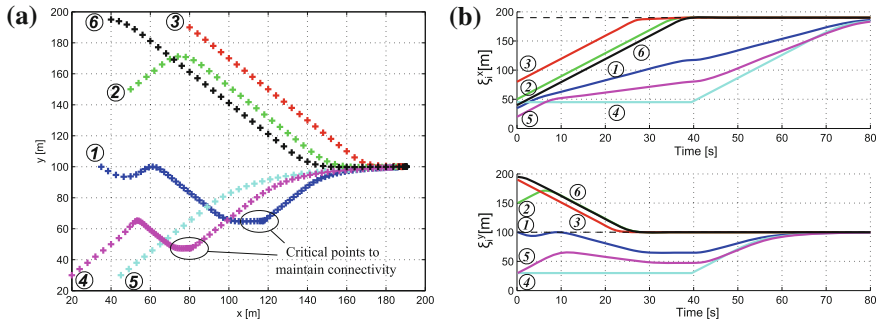 (a)
200
180
160
140
120
100
80
60
40
20
y [m]
6
3
2
1
4
5
Critical points to
maintain connectivity
20 40 60 80 100 120 140 160 180 200
x [m]
(b)
200
150
100
50
0
ξᵢˣ[m]
3
2
1
6
5
4
0 10 20 30 40 50 60 70 80
Time [s]
200
150
100
50
0
ξᵢʸ[m]
2
1
5
4
6
3
0 10 20 30 40 50 60 70 80
Time [s]